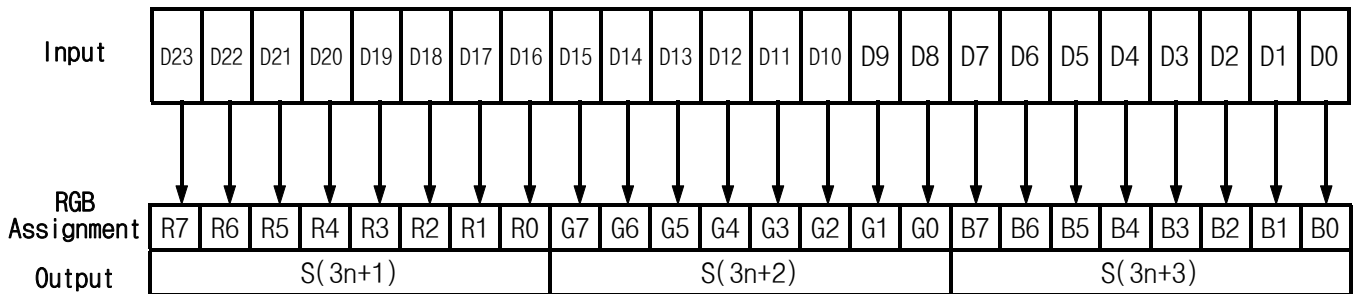 Input D23 D22 D21 D20 D19 D18 D17 D16 D15 D14 D13 D12 D11 D10 D9 D8 D7 D6 D5 D4 D3 D2 D1 D0
RGB
Assignment R7 R6 R5 R4 R3 R2 R1 R0 G7 G6 G5 G4 G3 G2 G1 G0 B7 B6 B5 B4 B3 B2 B1 B0
Output S(3n+1) S(3n+2) S(3n+3)